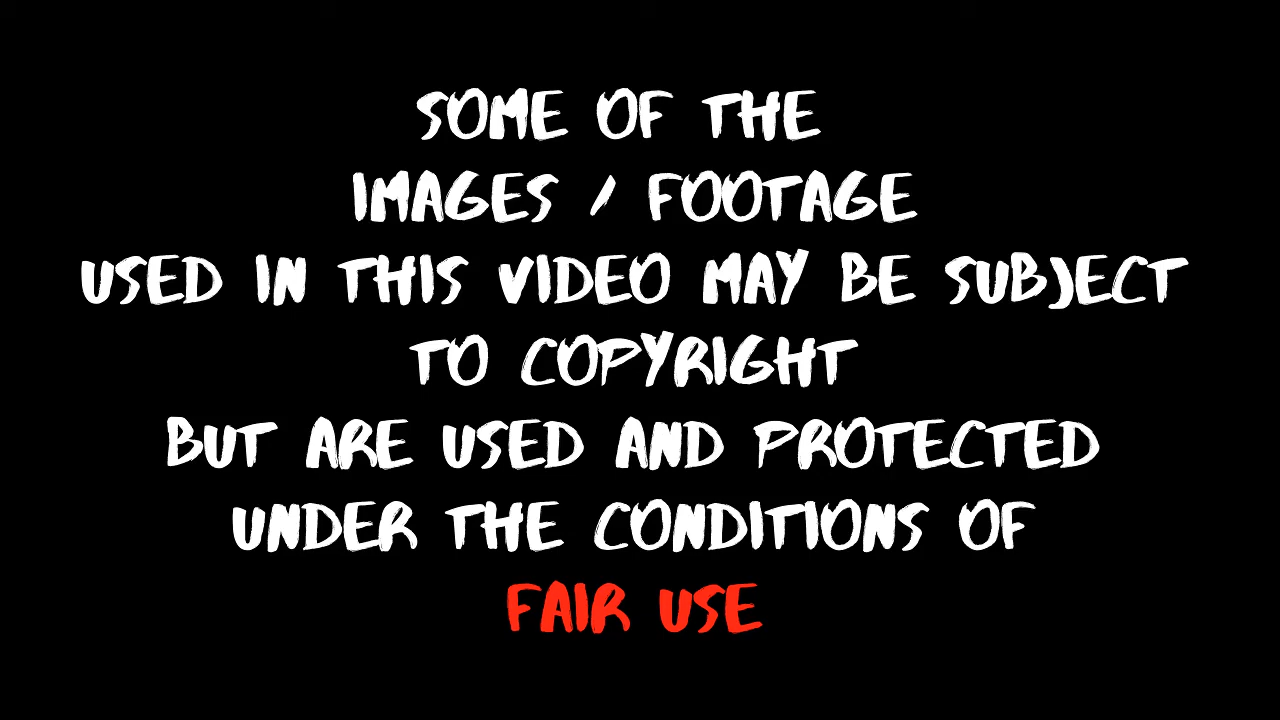 SOME OF THE
IMAGES / FOOTAGE
USED IN THIS VIDEO MAY BE SUBJECT
TO COPYRIGHT
BUT ARE USED AND PROTECTED
UNDER THE CONDITIONS OF
FAIR USE